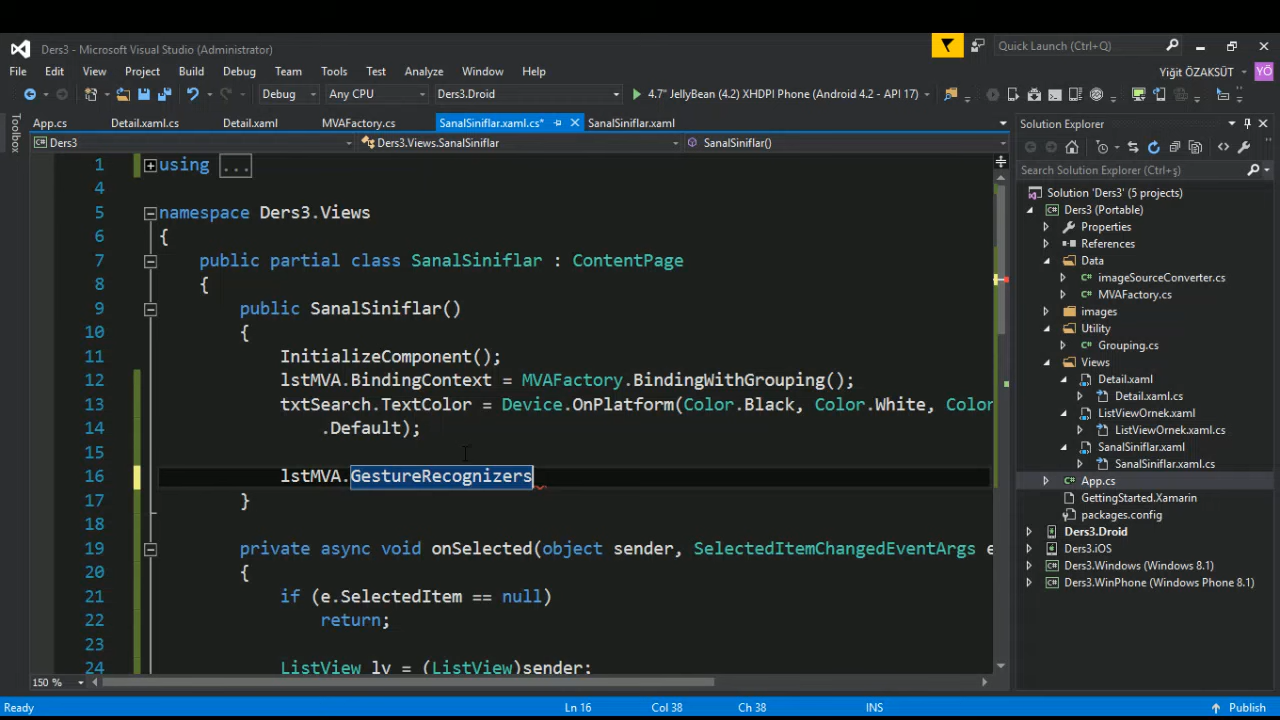 Ders3 - Microsoft Visual Studio (Administrator)
Quick Launch (Ctrl+Q)
File Edit View Project Build Debug Team Tools Test Analyze Window Help
Yiğit ÖZAKSÜT YÖ
Debug Any CPU Ders3.Droid 4.7" JellyBean (4.2) XHDPI Phone (Android 4.2 - API 17)
Toolbox
App.cs Detail.xaml.cs Detail.xaml MVAFactory.cs SanalSiniflar.xaml.cs* SanalSiniflar.xaml
Ders3 Ders3.Views.SanalSiniflar SanalSiniflar()
1 using ...
4
5 namespace Ders3.Views
6 {
7 public partial class SanalSiniflar : ContentPage
8 {
9 public SanalSiniflar()
10 {
11 InitializeComponent();
12 lstMVA.BindingContext = MVAFactory.BindingWithGrouping();
13 txtSearch.TextColor = Device.OnPlatform(Color.Black, Color.White, Color
14 .Default);
15
16 lstMVA.GestureRecognizers
17 }
18
19 private async void onSelected(object sender, SelectedItemChangedEventArgs e
20 {
21 if (e.SelectedItem == null)
22 return;
23
24 ListView lv = (ListView)sender;
150 %
Solution Explorer
Search Solution Explorer (Ctrl+ş)
Solution 'Ders3' (5 projects)
Ders3 (Portable)
Properties
References
Data
imageSourceConverter.cs
MVAFactory.cs
images
Utility
Grouping.cs
Views
Detail.xaml
Detail.xaml.cs
ListViewOrnek.xaml
ListViewOrnek.xaml.cs
SanalSiniflar.xaml
SanalSiniflar.xaml.cs
App.cs
GettingStarted.Xamarin
packages.config
Ders3.Droid
Ders3.iOS
Ders3.Windows (Windows 8.1)
Ders3.WinPhone (Windows Phone 8.1)
Ready Ln 16 Col 38 Ch 38 INS Publish